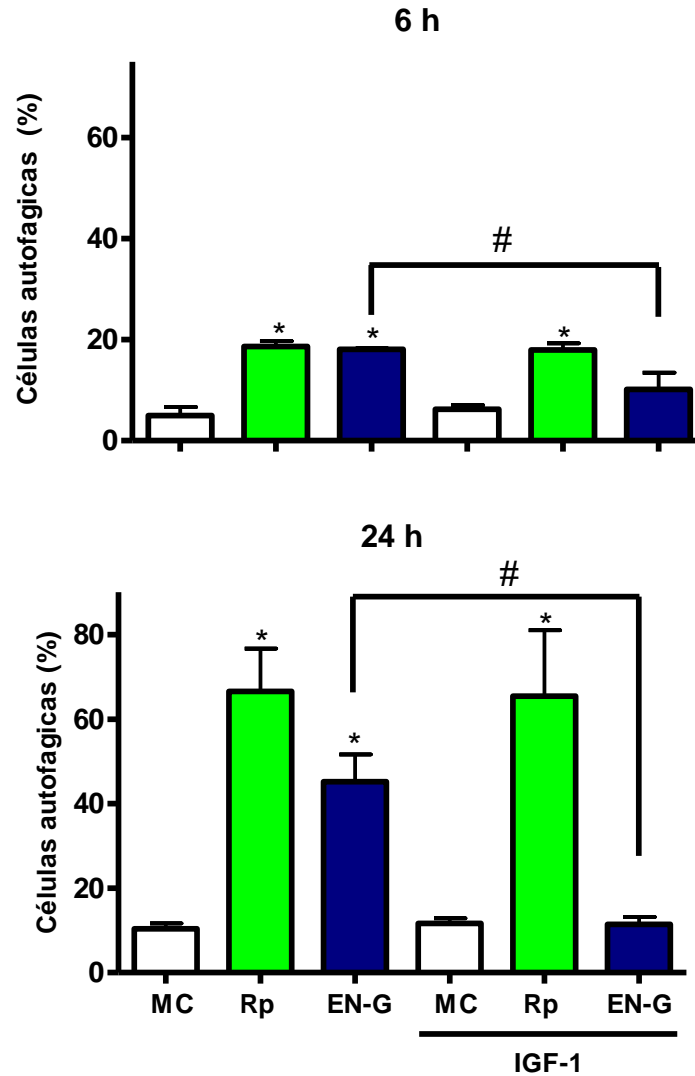 6 h
Células autofagicas (%)
60
40
20
0
#
*
*
*
24 h
Células autofagicas (%)
80
60
40
20
0
#
*
*
*
MC Rp EN-G MC Rp EN-G
IGF-1